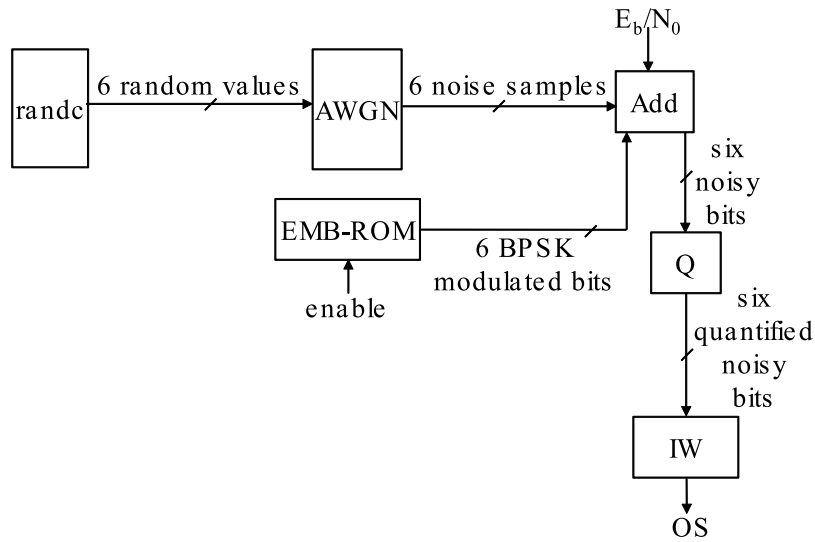 E_b/N_0
randc
6 random values
AWGN
6 noise samples
Add
six
noisy
bits
EMB-ROM
6 BPSK
modulated bits
enable
Q
six
quantified
noisy
bits
IW
OS